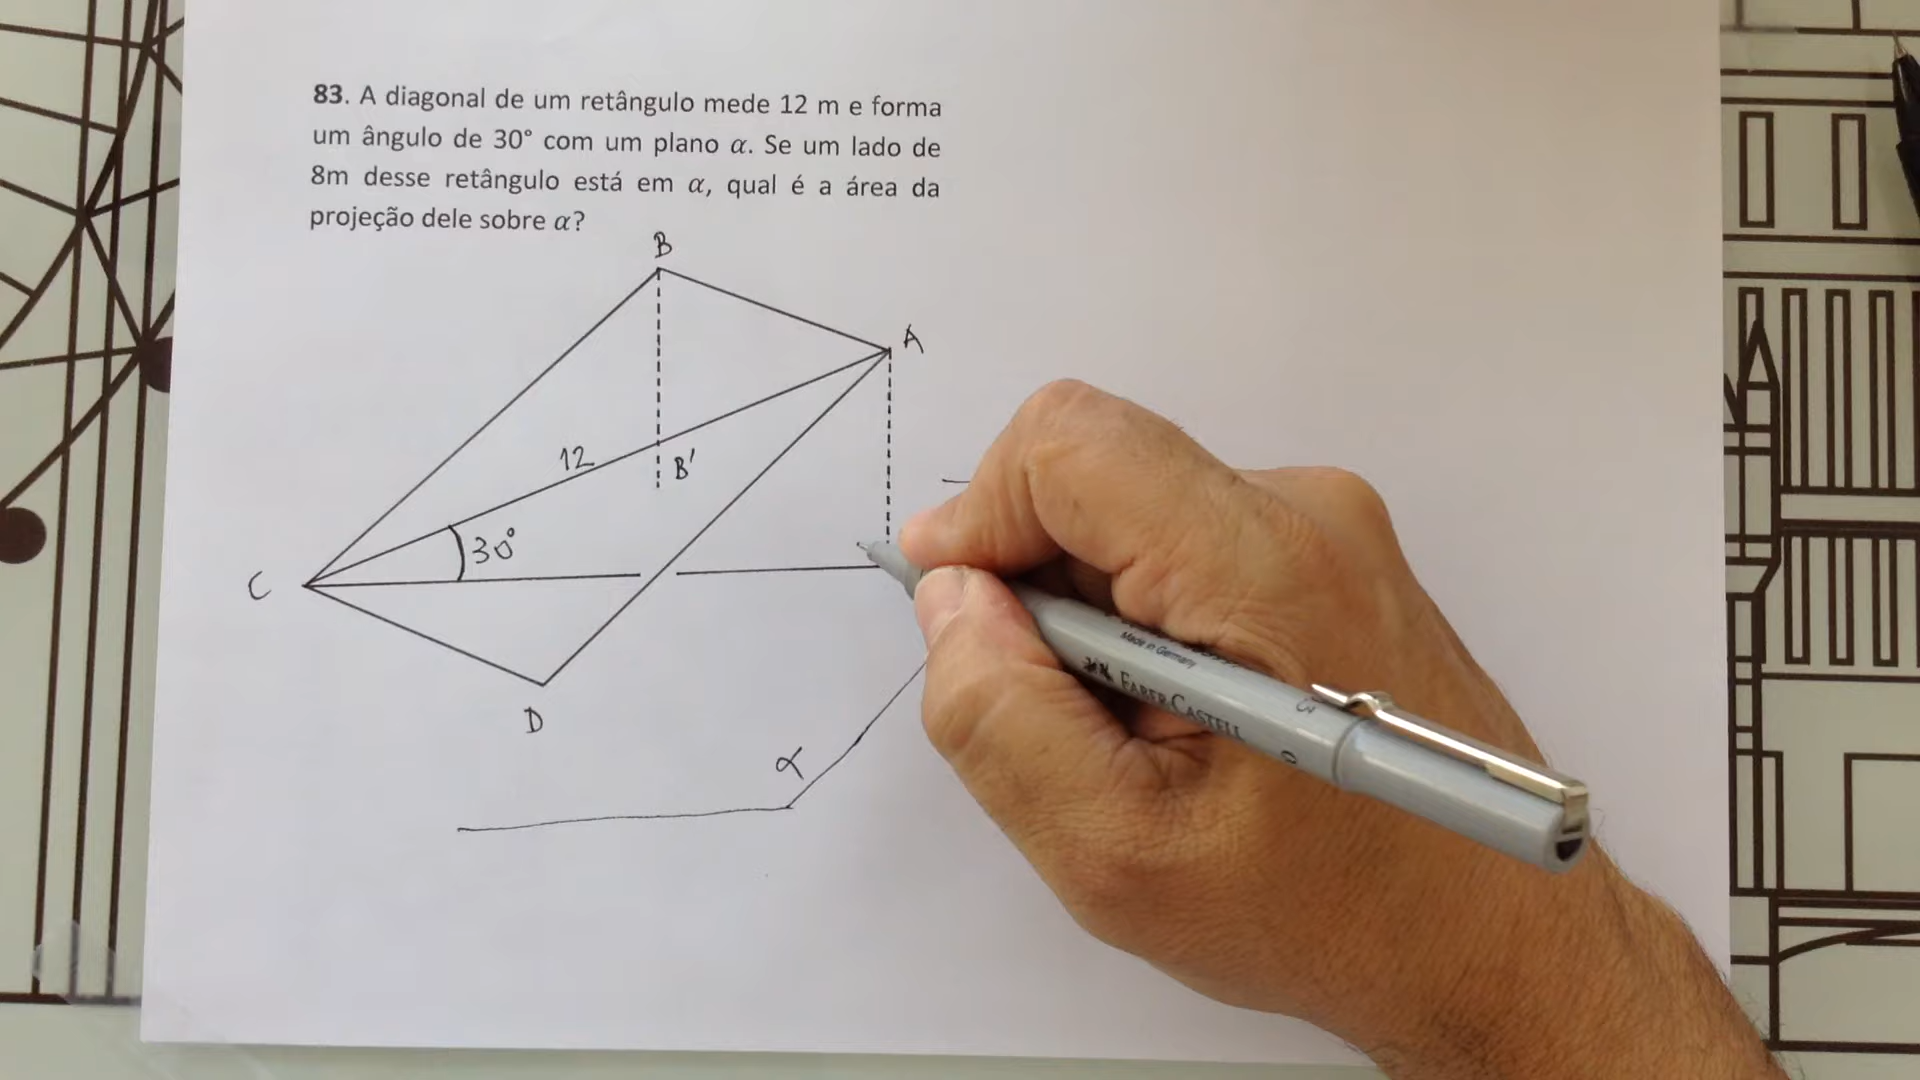 83. A diagonal de um retângulo mede 12 m e forma
um ângulo de 30° com um plano α. Se um lado de
8m desse retângulo está em α, qual é a área da
projeção dele sobre α?
B
A
12
B'
30°
C
D
α
Made in Germany
FABER-CASTELL